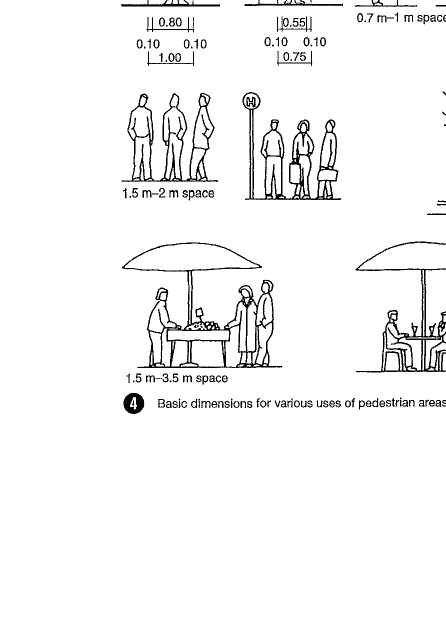 0.80
0.55
0.7 m–1 m space
0.10 0.10
0.10 0.10
1.00
0.75
H
1.5 m–2 m space
1.5 m–3.5 m space
4 Basic dimensions for various uses of pedestrian areas